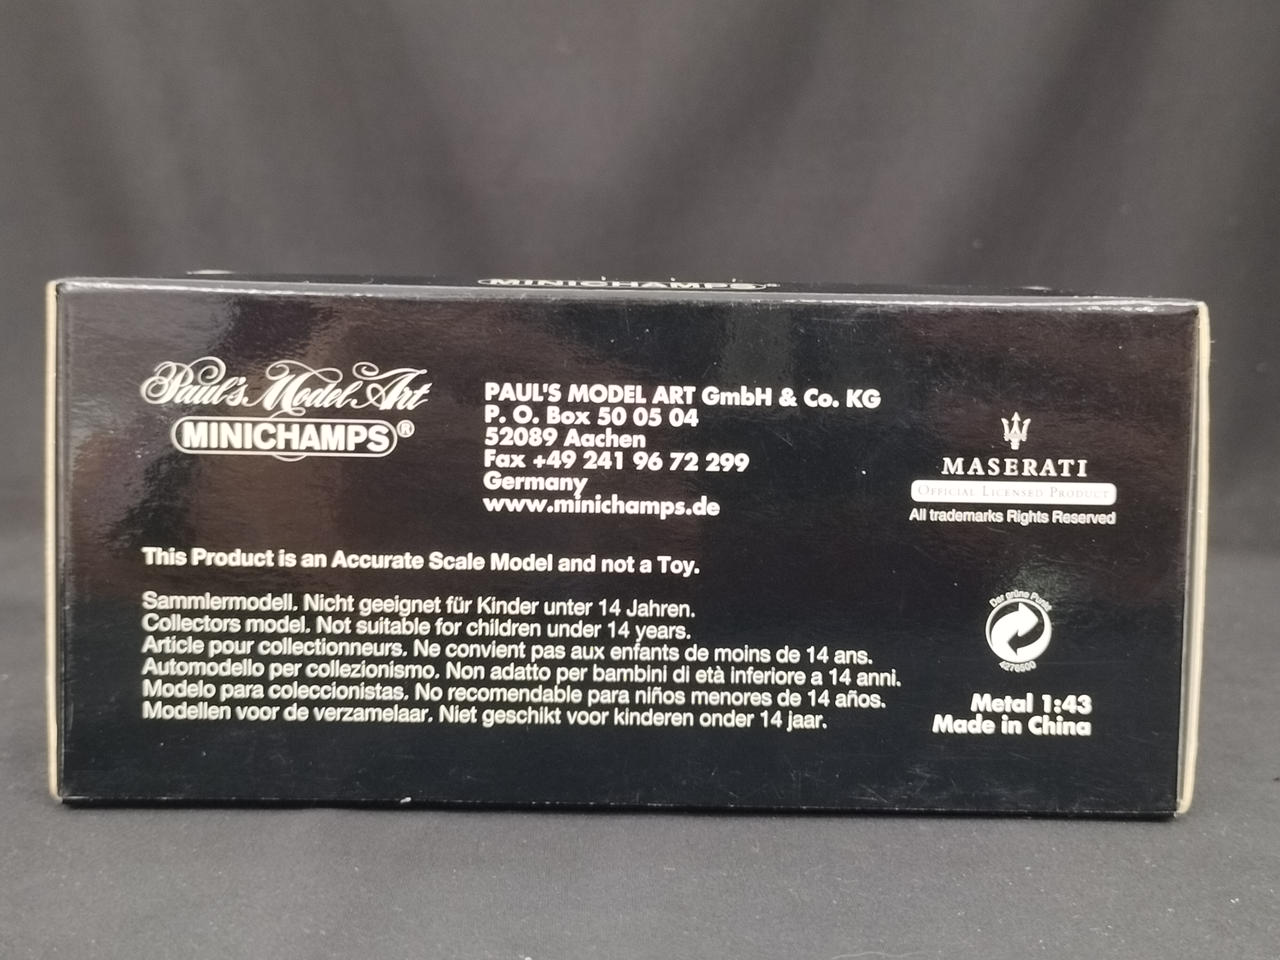 MINICHAMPS®
Paul's Model Art
MINICHAMPS®
PAUL'S MODEL ART GmbH & Co. KG
P. O. Box 50 05 04
52089 Aachen
Fax +49 241 96 72 299
Germany
www.minichamps.de
MASERATI
OFFICIAL LICENSED PRODUCT
All trademarks Rights Reserved
This Product is an Accurate Scale Model and not a Toy.
Sammlermodell. Nicht geeignet für Kinder unter 14 Jahren.
Collectors model. Not suitable for children under 14 years.
Article pour collectionneurs. Ne convient pas aux enfants de moins de 14 ans.
Automodello per collezionismo. Non adatto per bambini di età inferiore a 14 anni.
Modelo para coleccionistas. No recomendable para niños menores de 14 años.
Modellen voor de verzamelaar. Niet geschikt voor kinderen onder 14 jaar.
Der grüne Punkt
4276500
Metal 1:43
Made in China